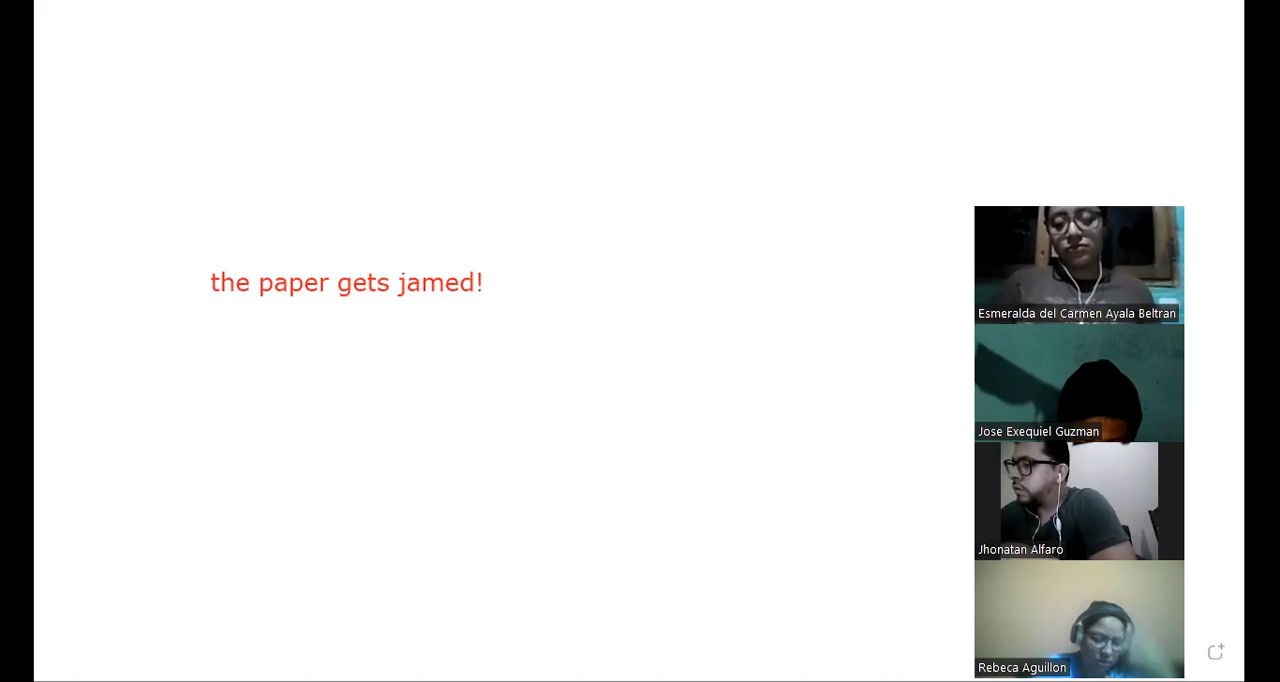 the paper gets jamed!
Esmeralda del Carmen Ayala Beltran
Jose Exequiel Guzman
Jhonatan Alfaro
Rebeca Aguillon